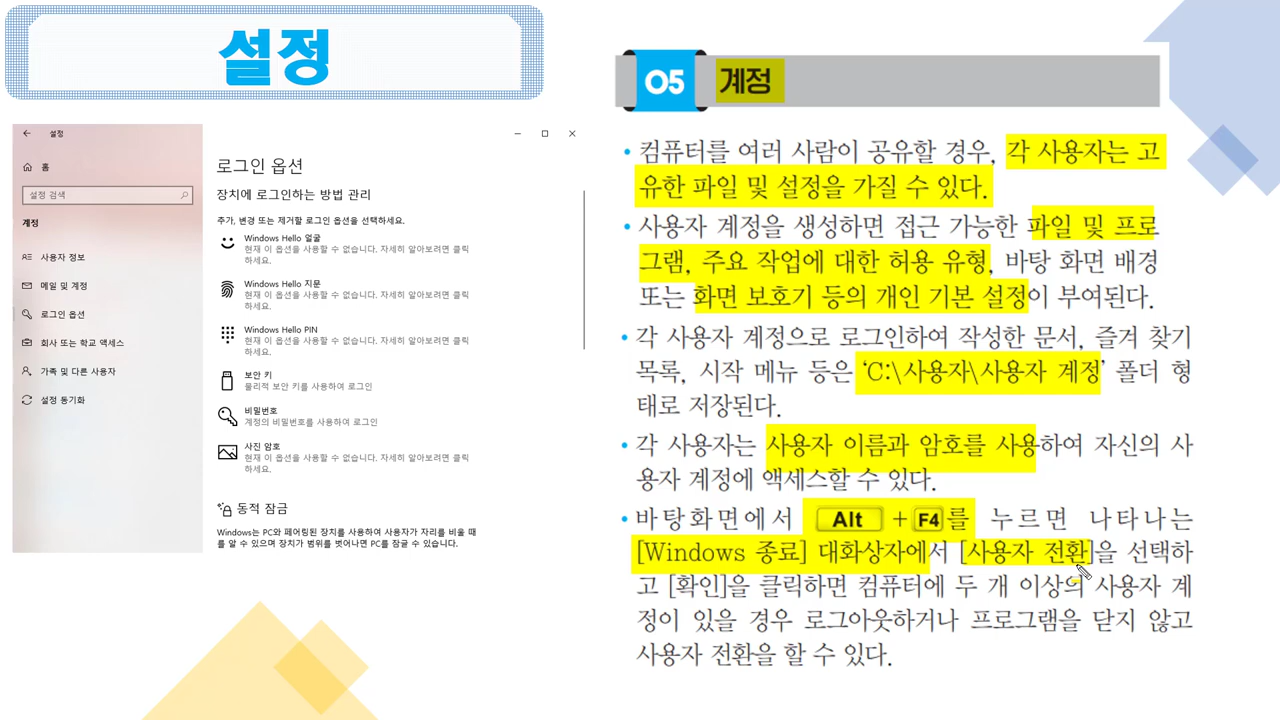 설정
설정
홈
설정 검색
계정
사용자 정보
메일 및 계정
로그인 옵션
회사 또는 학교 액세스
가족 및 다른 사용자
설정 동기화
로그인 옵션
장치에 로그인하는 방법 관리
추가, 변경 또는 제거할 로그인 옵션을 선택하세요.
Windows Hello 얼굴
현재 이 옵션을 사용할 수 없습니다. 자세히 알아보려면 클릭
하세요.
Windows Hello 지문
현재 이 옵션을 사용할 수 없습니다. 자세히 알아보려면 클릭
하세요.
Windows Hello PIN
현재 이 옵션을 사용할 수 없습니다. 자세히 알아보려면 클릭
하세요.
보안 키
물리적 보안 키를 사용하여 로그인
비밀번호
계정의 비밀번호를 사용하여 로그인
사진 암호
현재 이 옵션을 사용할 수 없습니다. 자세히 알아보려면 클릭
하세요.
동적 잠금
Windows는 PC와 페어링된 장치를 사용하여 사용자가 자리를 비울 때
를 알 수 있으며 장치가 범위를 벗어나면 PC를 잠글 수 있습니다.
05 계정
• 컴퓨터를 여러 사람이 공유할 경우, 각 사용자는 고
유한 파일 및 설정을 가질 수 있다.
• 사용자 계정을 생성하면 접근 가능한 파일 및 프로
그램, 주요 작업에 대한 허용 유형, 바탕 화면 배경
또는 화면 보호기 등의 개인 기본 설정이 부여된다.
• 각 사용자 계정으로 로그인하여 작성한 문서, 즐겨 찾기
목록, 시작 메뉴 등은 ‘C:\사용자\사용자 계정’ 폴더 형
태로 저장된다.
• 각 사용자는 사용자 이름과 암호를 사용하여 자신의 사
용자 계정에 액세스할 수 있다.
• 바탕화면에서 Alt + F4를 누르면 나타나는
[Windows 종료] 대화상자에서 [사용자 전환]을 선택하
고 [확인]을 클릭하면 컴퓨터에 두 개 이상의 사용자 계
정이 있을 경우 로그아웃하거나 프로그램을 닫지 않고
사용자 전환을 할 수 있다.